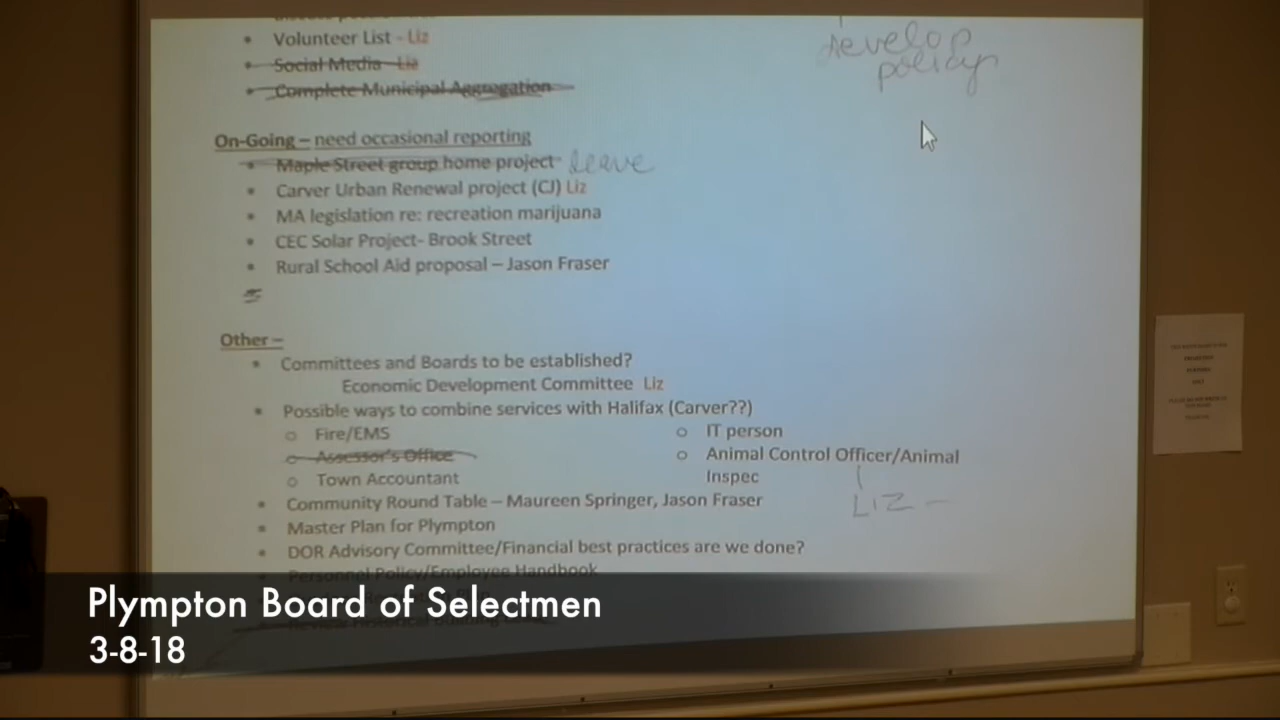 Volunteer List - Liz
develop
policy
Social Media - Liz
Complete Municipal Aggregation
On-Going – need occasional reporting
Maple Street group home project leave
Carver Urban Renewal project (CJ) Liz
MA legislation re: recreation marijuana
CEC Solar Project- Brook Street
Rural School Aid proposal – Jason Fraser
Other –
Committees and Boards to be established?
Economic Development Committee Liz
Possible ways to combine services with Halifax (Carver??)
Fire/EMS
IT person
Assessor's Office
Animal Control Officer/Animal
Town Accountant
Inspec
Community Round Table – Maureen Springer, Jason Fraser
LIZ -
Master Plan for Plympton
DOR Advisory Committee/Financial best practices are we done?
Personnel Policy/Employee Handbook
Plympton Board of Selectmen
3-8-18